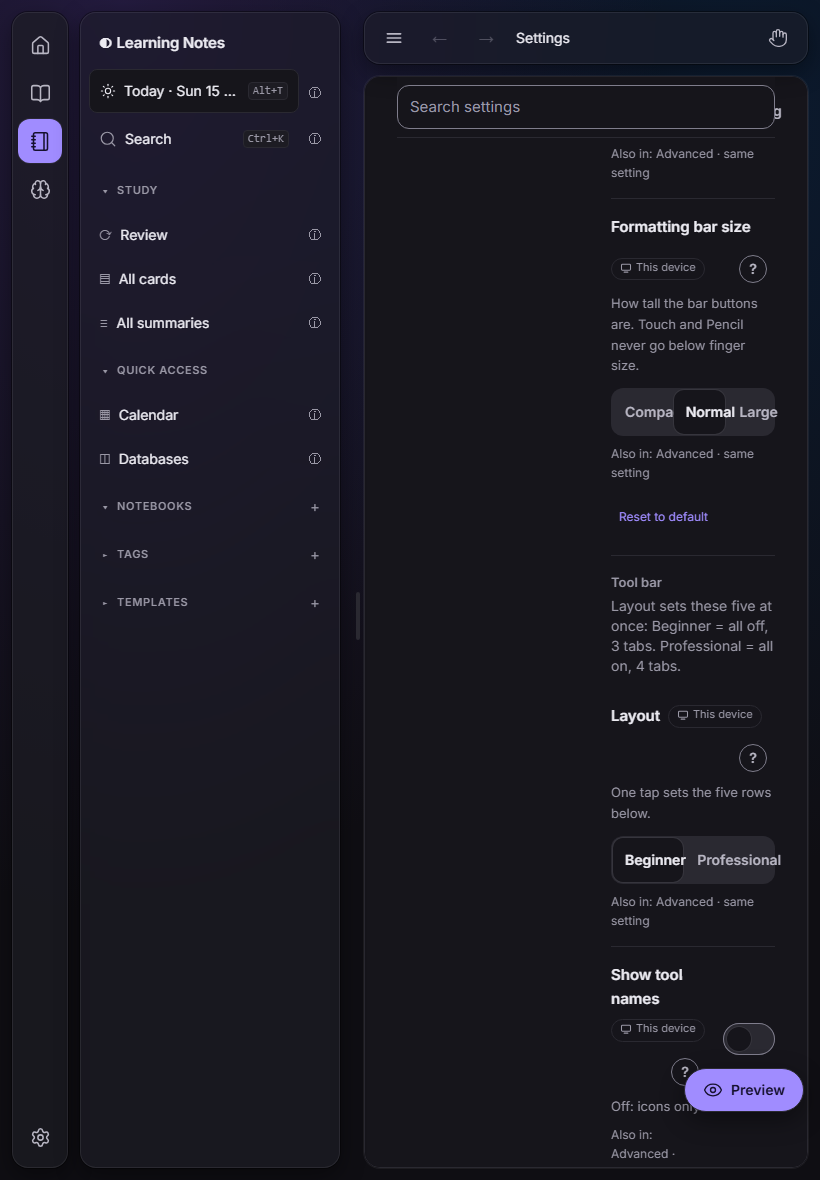 Learning Notes
Today · Sun 15 ...
Alt+T
Search
Ctrl+K
STUDY
Review
All cards
All summaries
QUICK ACCESS
Calendar
Databases
NOTEBOOKS
+
TAGS
+
TEMPLATES
+
Settings
Search settings
g
Also in: Advanced · same
setting
Formatting bar size
This device
?
How tall the bar buttons
are. Touch and Pencil
never go below finger
size.
Compa
Normal
Large
Also in: Advanced · same
setting
Reset to default
Tool bar
Layout sets these five at
once: Beginner = all off,
3 tabs. Professional = all
on, 4 tabs.
Layout
This device
?
One tap sets the five rows
below.
Beginner
Professional
Also in: Advanced · same
setting
Show tool
names
This device
?
Preview
Off: icons only
Also in:
Advanced ·